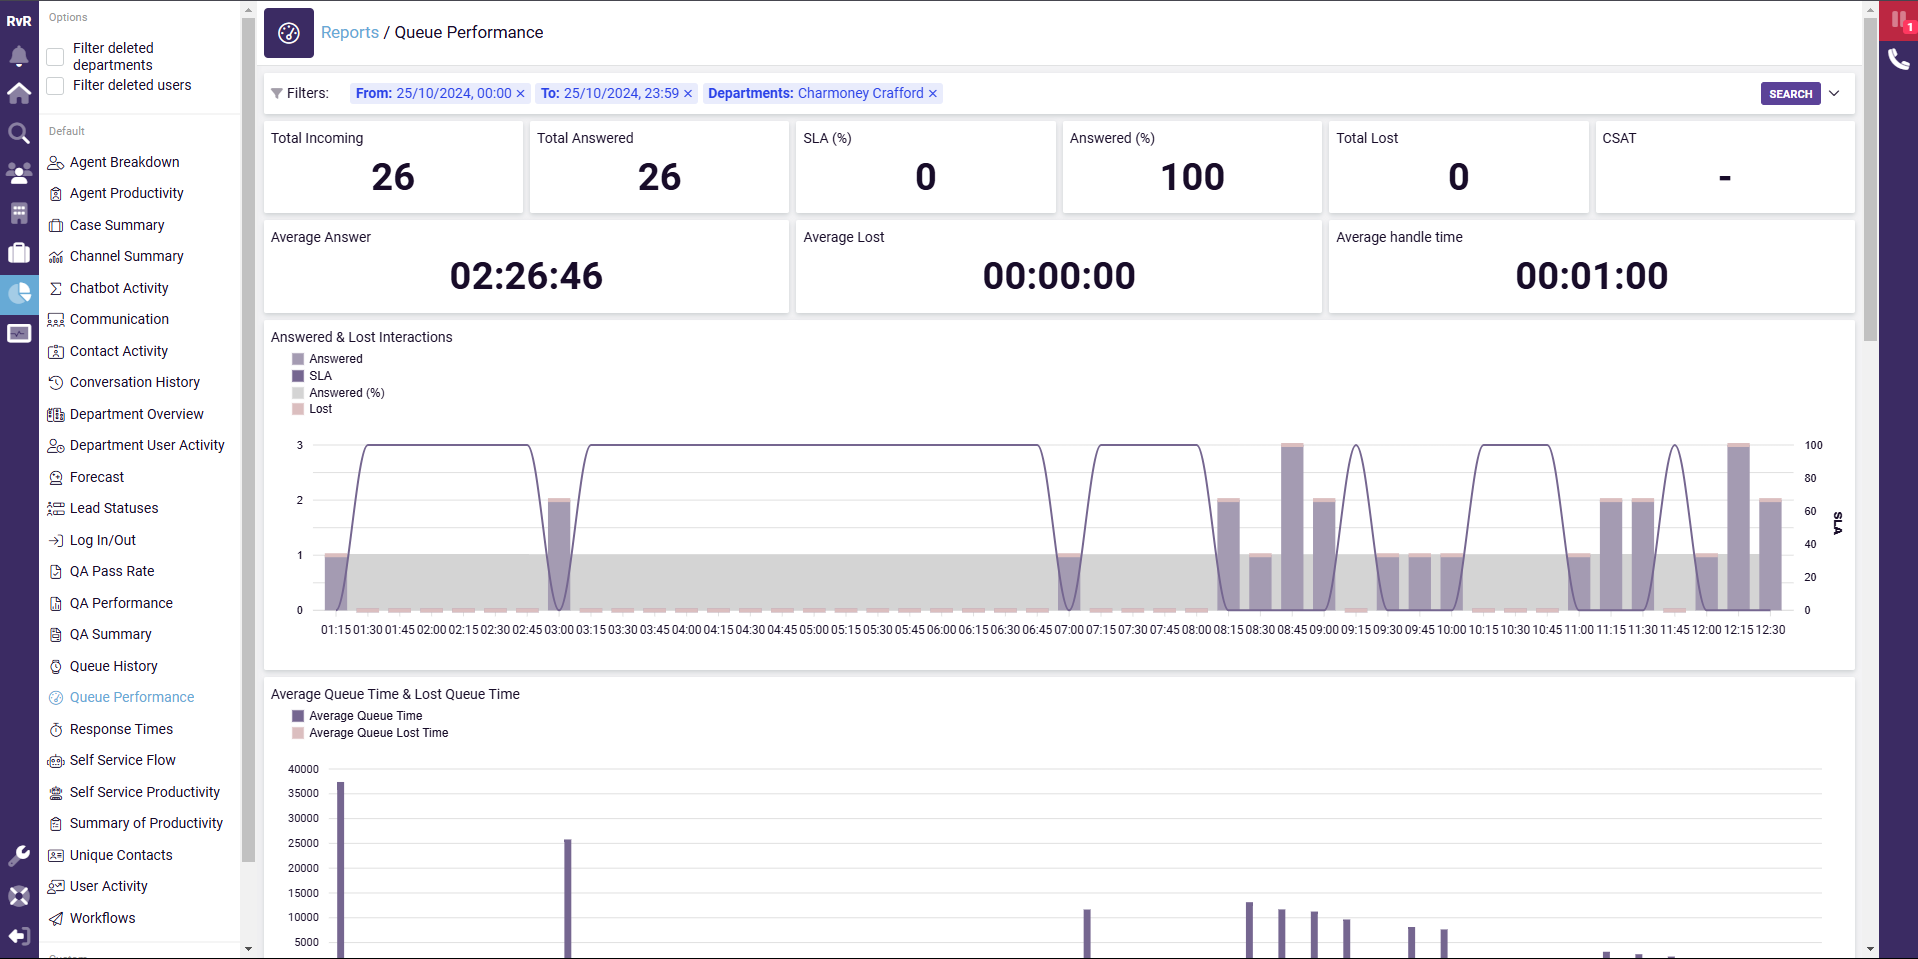 RvR
Options
Filter deleted
departments
Filter deleted users
Default
Agent Breakdown
Agent Productivity
Case Summary
Channel Summary
Chatbot Activity
Communication
Contact Activity
Conversation History
Department Overview
Department User Activity
Forecast
Lead Statuses
Log In/Out
QA Pass Rate
QA Performance
QA Summary
Queue History
Queue Performance
Response Times
Self Service Flow
Self Service Productivity
Summary of Productivity
Unique Contacts
User Activity
Workflows
Reports / Queue Performance
1
Filters: From: 25/10/2024, 00:00 × To: 25/10/2024, 23:59 × Departments: Charmoney Crafford × SEARCH
Total Incoming
26
Total Answered
26
SLA (%)
0
Answered (%)
100
Total Lost
0
CSAT
-
Average Answer
02:26:46
Average Lost
00:00:00
Average handle time
00:01:00
Answered & Lost Interactions
Answered
SLA
Answered (%)
Lost
3
2
1
0
100
80
60
40
20
0
SLA
01:15 01:30 01:45 02:00 02:15 02:30 02:45 03:00 03:15 03:30 03:45 04:00 04:15 04:30 04:45 05:00 05:15 05:30 05:45 06:00 06:15 06:30 06:45 07:00 07:15 07:30 07:45 08:00 08:15 08:30 08:45 09:00 09:15 09:30 09:45 10:00 10:15 10:30 10:45 11:00 11:15 11:30 11:45 12:00 12:15 12:30
Average Queue Time & Lost Queue Time
Average Queue Time
Average Queue Lost Time
40000
35000
30000
25000
20000
15000
10000
5000